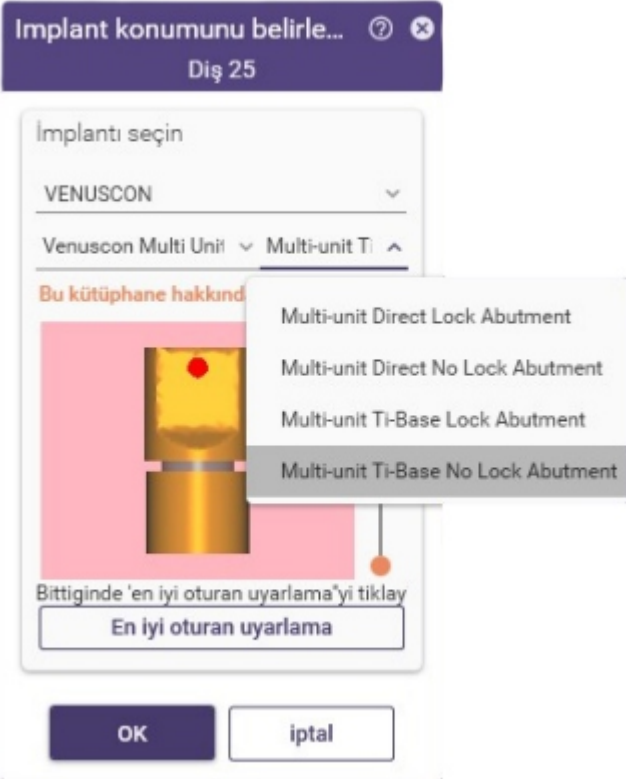 Implant konumunu belirle...
Diş 25
İmplantı seçin
VENUSCON
Venuscon Multi Unit Multi-unit Ti
Bu kütüphane hakkınd
Multi-unit Direct Lock Abutment
Multi-unit Direct No Lock Abutment
Multi-unit Ti-Base Lock Abutment
Multi-unit Ti-Base No Lock Abutment
Bittiginde 'en iyi oturan uyarlama"yi tiklay
En iyi oturan uyarlama
OK iptal